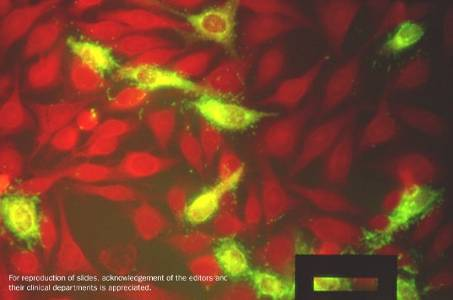 For reproduction of slides, acknowledgement of the editors and
their clinical departments is appreciated.